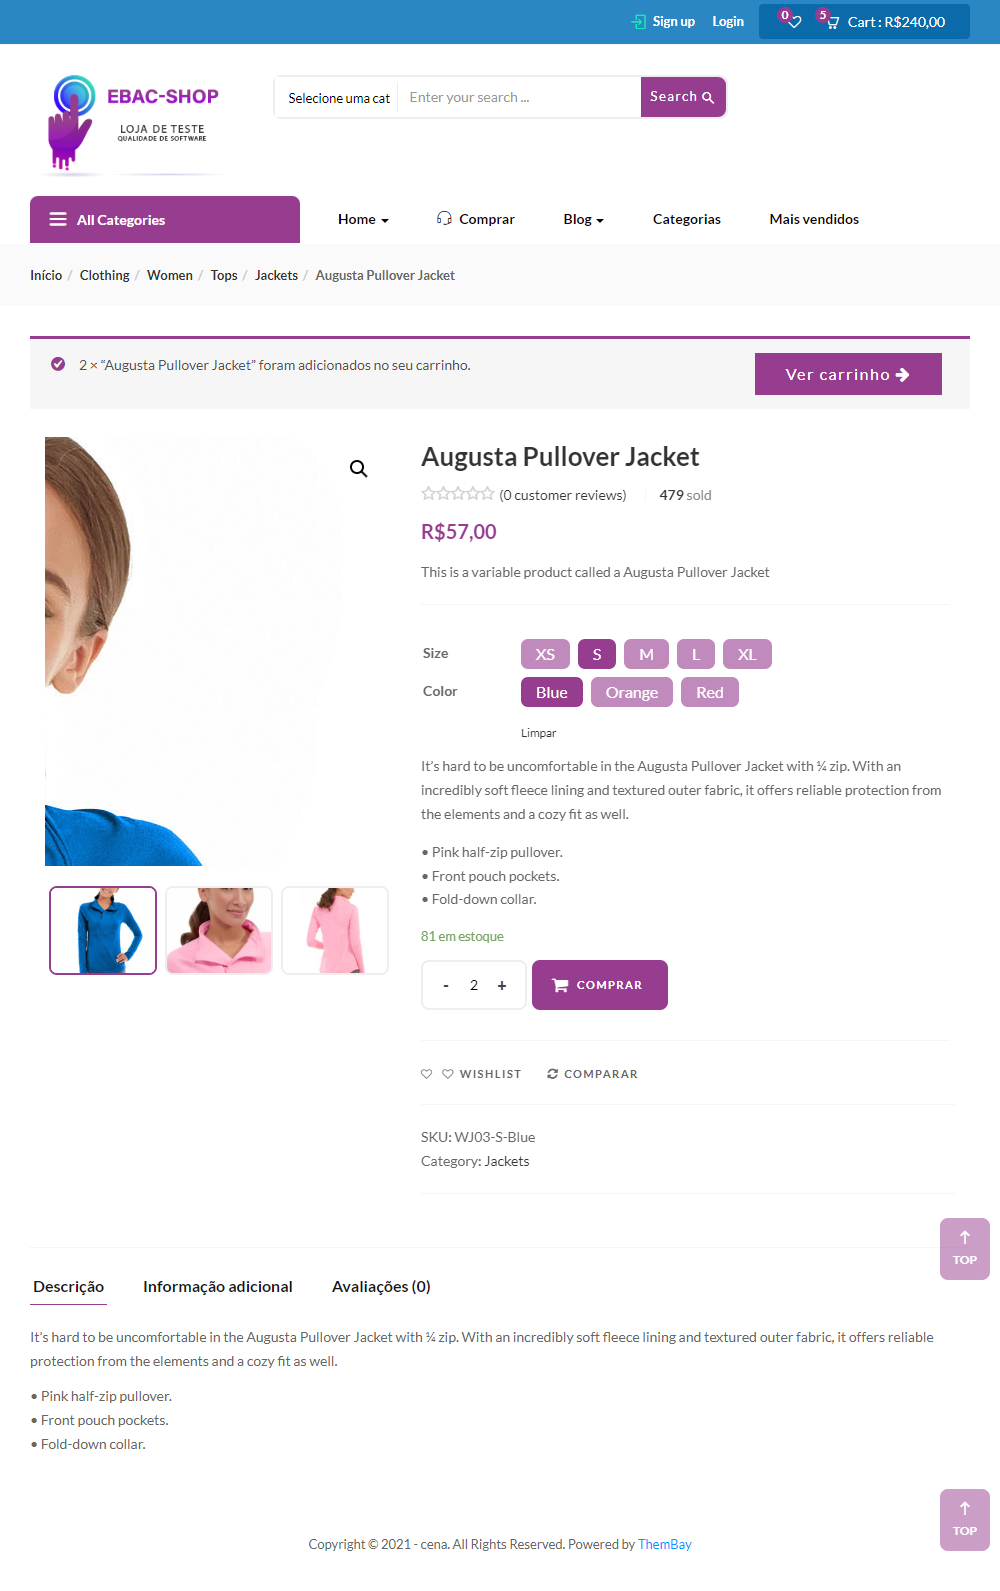 Sign up Login 0 5 Cart : R$240,00
EBAC-SHOP
LOJA DE TESTE
QUALIDADE DE SOFTWARE
Selecione uma cat Enter your search ... Search
All Categories Home Comprar Blog Categorias Mais vendidos
Início / Clothing / Women / Tops / Jackets / Augusta Pullover Jacket
2 × “Augusta Pullover Jacket” foram adicionados no seu carrinho. Ver carrinho
Augusta Pullover Jacket
(0 customer reviews) 479 sold
R$57,00
This is a variable product called a Augusta Pullover Jacket
Size XS S M L XL
Color Blue Orange Red
Limpar
It’s hard to be uncomfortable in the Augusta Pullover Jacket with ¼ zip. With an
incredibly soft fleece lining and textured outer fabric, it offers reliable protection from
the elements and a cozy fit as well.
• Pink half-zip pullover.
• Front pouch pockets.
• Fold-down collar.
81 em estoque
- 2 + COMPRAR
WISHLIST COMPARAR
SKU: WJ03-S-Blue
Category: Jackets
TOP
Descrição Informação adicional Avaliações (0)
It’s hard to be uncomfortable in the Augusta Pullover Jacket with ¼ zip. With an incredibly soft fleece lining and textured outer fabric, it offers reliable
protection from the elements and a cozy fit as well.
• Pink half-zip pullover.
• Front pouch pockets.
• Fold-down collar.
TOP
Copyright © 2021 - cena. All Rights Reserved. Powered by ThemBay